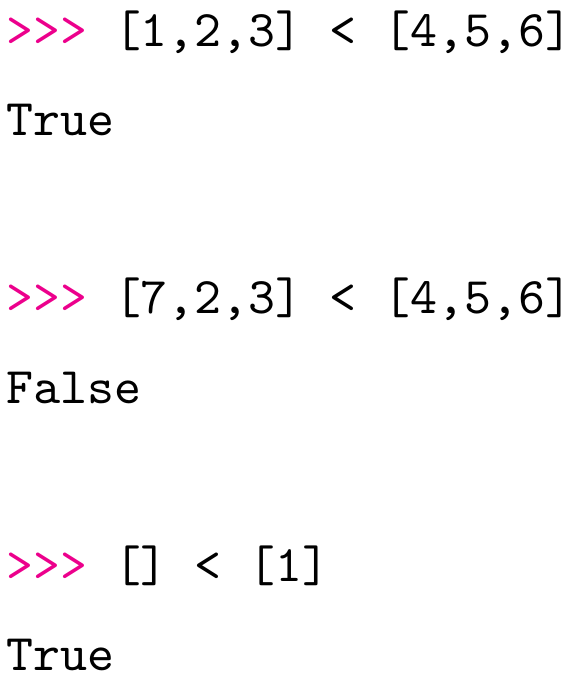 >>> [1,2,3] < [4,5,6]
True
>>> [7,2,3] < [4,5,6]
False
>>> [] < [1]
True